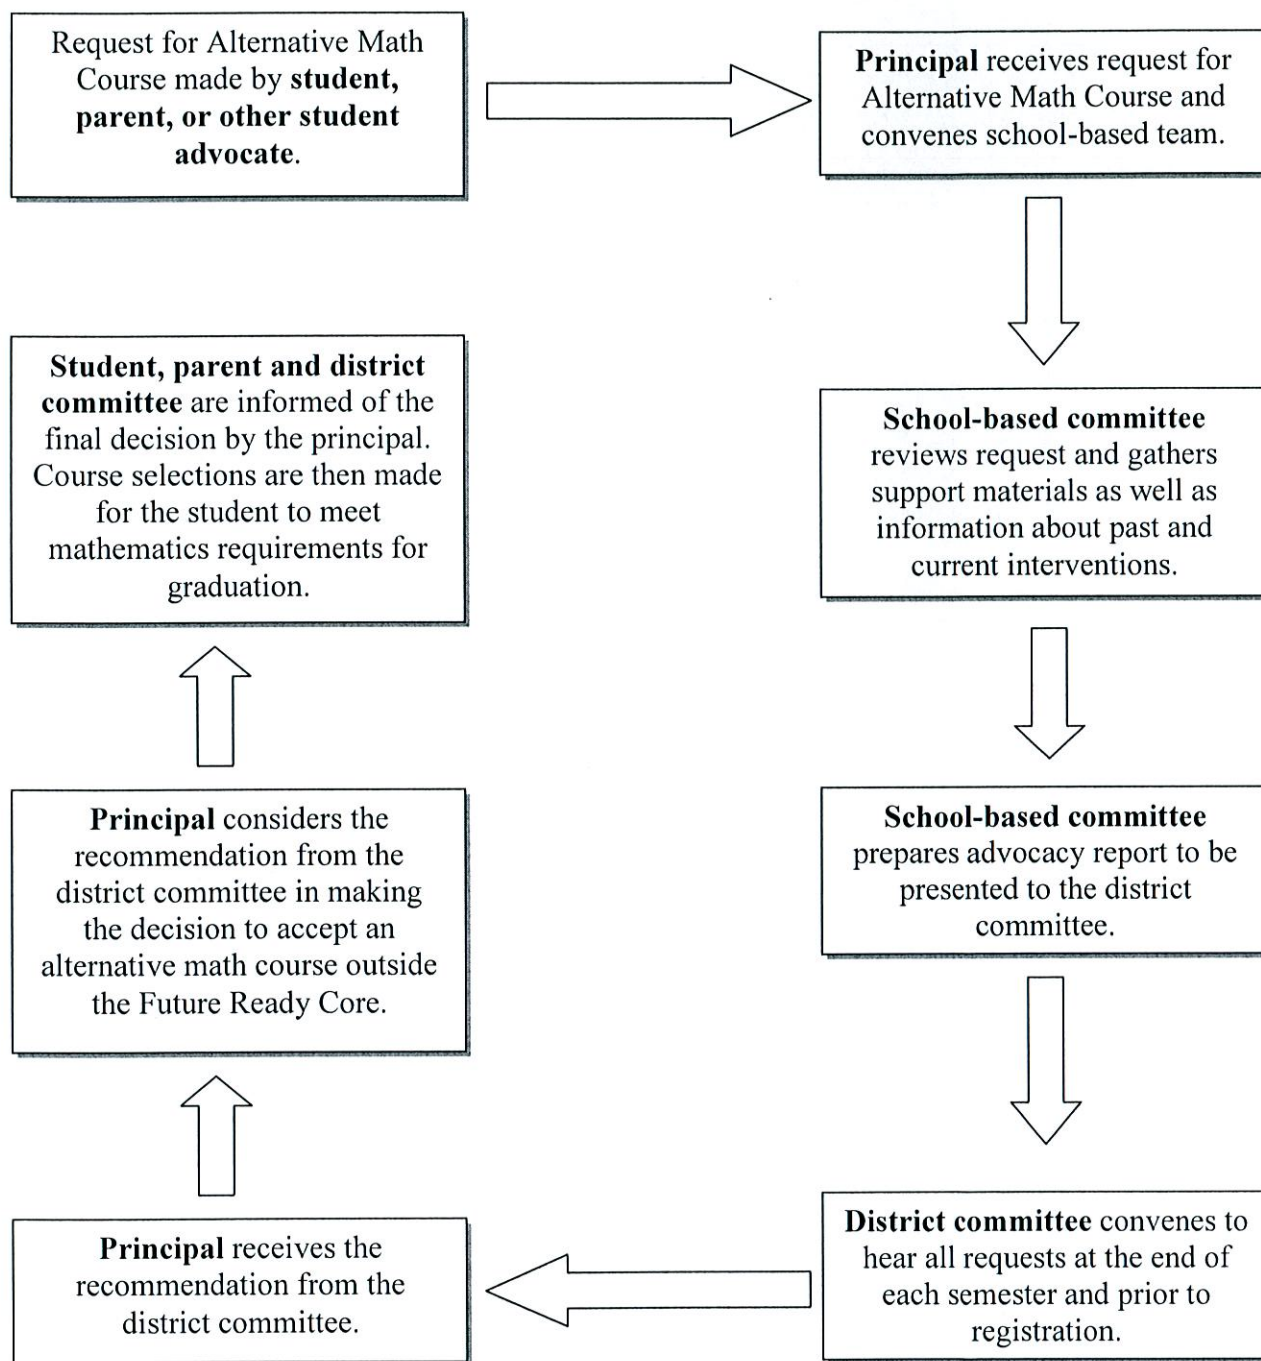 Request for Alternative Math
Course made by student,
parent, or other student
advocate.
Principal receives request for
Alternative Math Course and
convenes school-based team.
School-based committee
reviews request and gathers
support materials as well as
information about past and
current interventions.
School-based committee
prepares advocacy report to be
presented to the district
committee.
District committee convenes to
hear all requests at the end of
each semester and prior to
registration.
Principal receives the
recommendation from the
district committee.
Principal considers the
recommendation from the
district committee in making
the decision to accept an
alternative math course outside
the Future Ready Core.
Student, parent and district
committee are informed of the
final decision by the principal.
Course selections are then made
for the student to meet
mathematics requirements for
graduation.